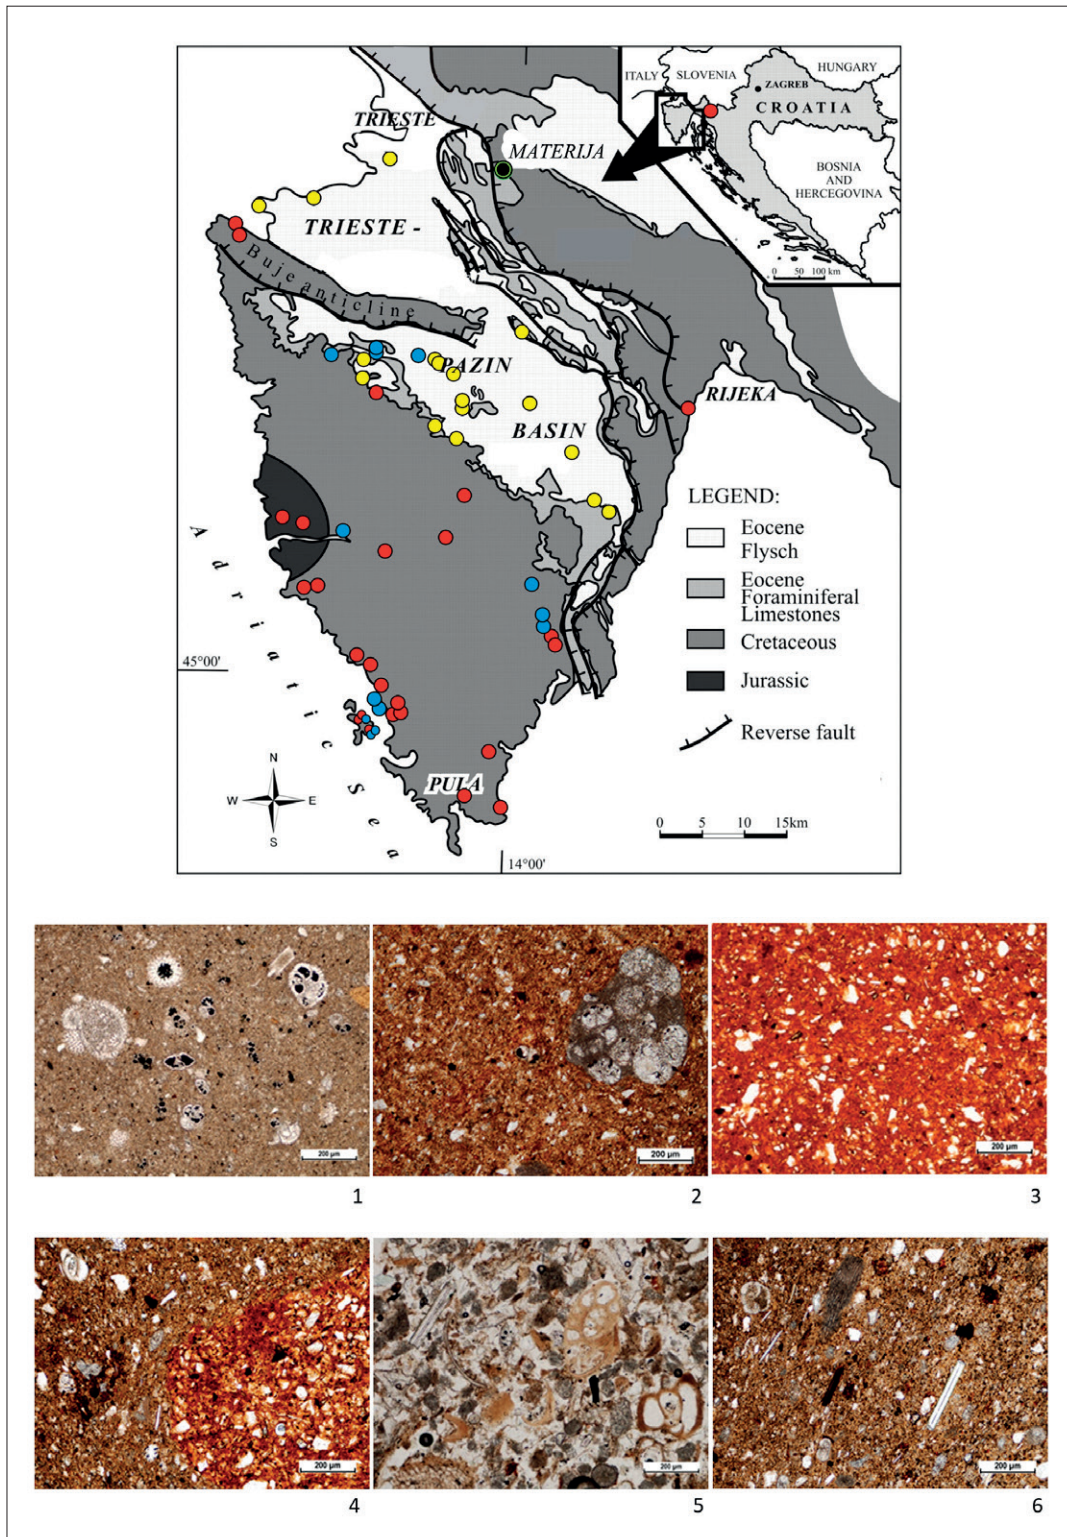 ITALY
SLOVENIA
HUNGARY
ZAGREB
CROATIA
BOSNIA
AND
HERCEGOVINA
0 50 100 km
TRIESTE
MATERIJA
TRIESTE -
Buje anticline
PAZIN
RIJEKA
BASIN
LEGEND:
Eocene
Flysch
Eocene
Foraminiferal
Limestones
Cretaceous
Jurassic
Reverse fault
Adriatic Sea
45°00'
N
W E
S
PULA
0 5 10 15km
14°00'
200 µm
200 µm
200 µm
1
2
3
200 µm
200 µm
200 µm
4
5
6